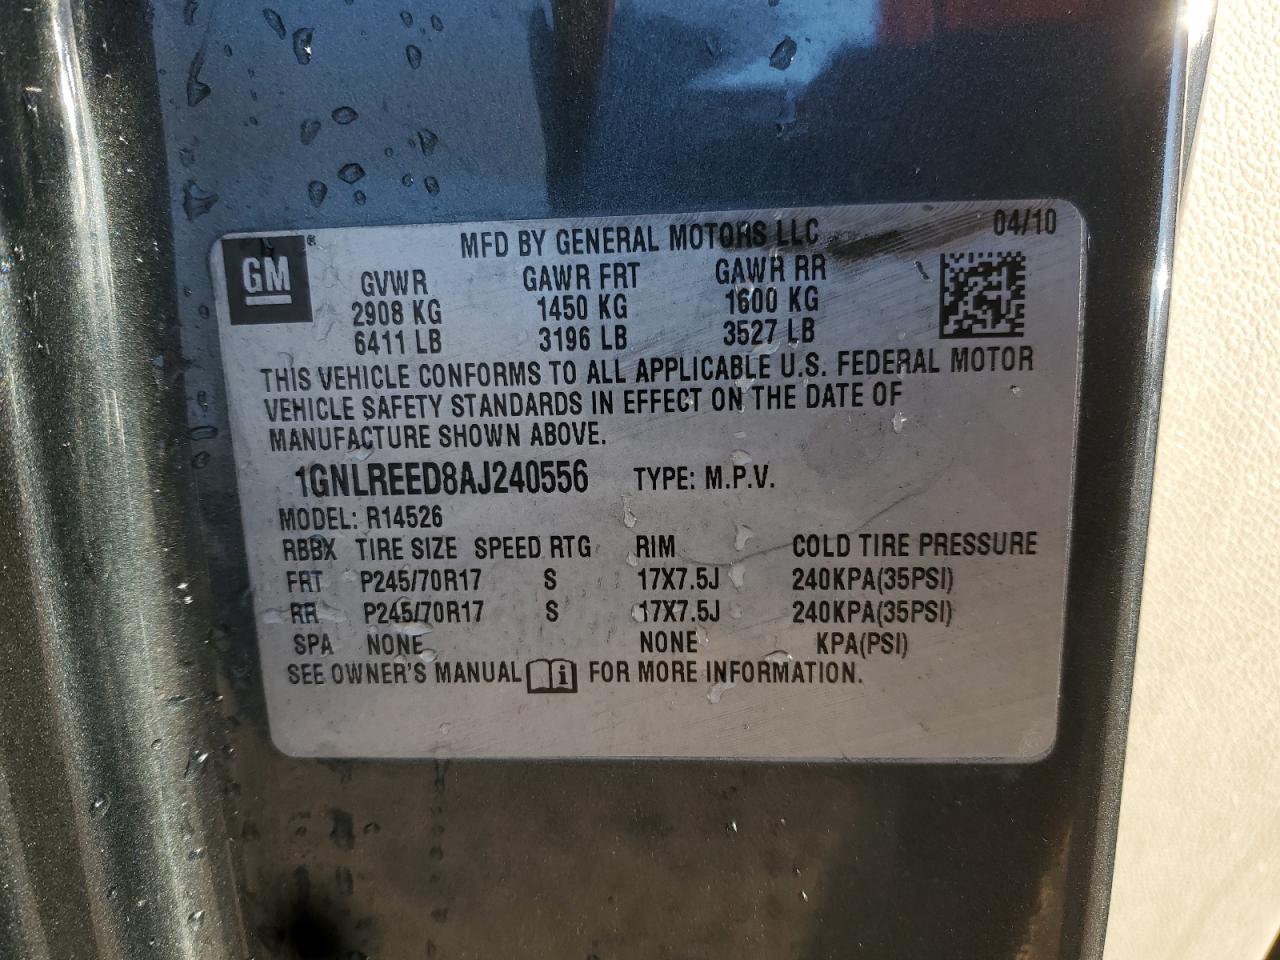 GM ®
MFD BY GENERAL MOTORS LLC 04/10
GVWR GAWR FRT GAWR RR
2908 KG 1450 KG 1600 KG
6411 LB 3196 LB 3527 LB
THIS VEHICLE CONFORMS TO ALL APPLICABLE U.S. FEDERAL MOTOR
VEHICLE SAFETY STANDARDS IN EFFECT ON THE DATE OF
MANUFACTURE SHOWN ABOVE.
1GNLREED8AJ240556 TYPE: M.P.V.
MODEL: R14526
RBBX TIRE SIZE SPEED RTG RIM COLD TIRE PRESSURE
FRT P245/70R17 S 17X7.5J 240KPA(35PSI)
RR P245/70R17 S 17X7.5J 240KPA(35PSI)
SPA NONE NONE KPA(PSI)
SEE OWNER'S MANUAL i FOR MORE INFORMATION.